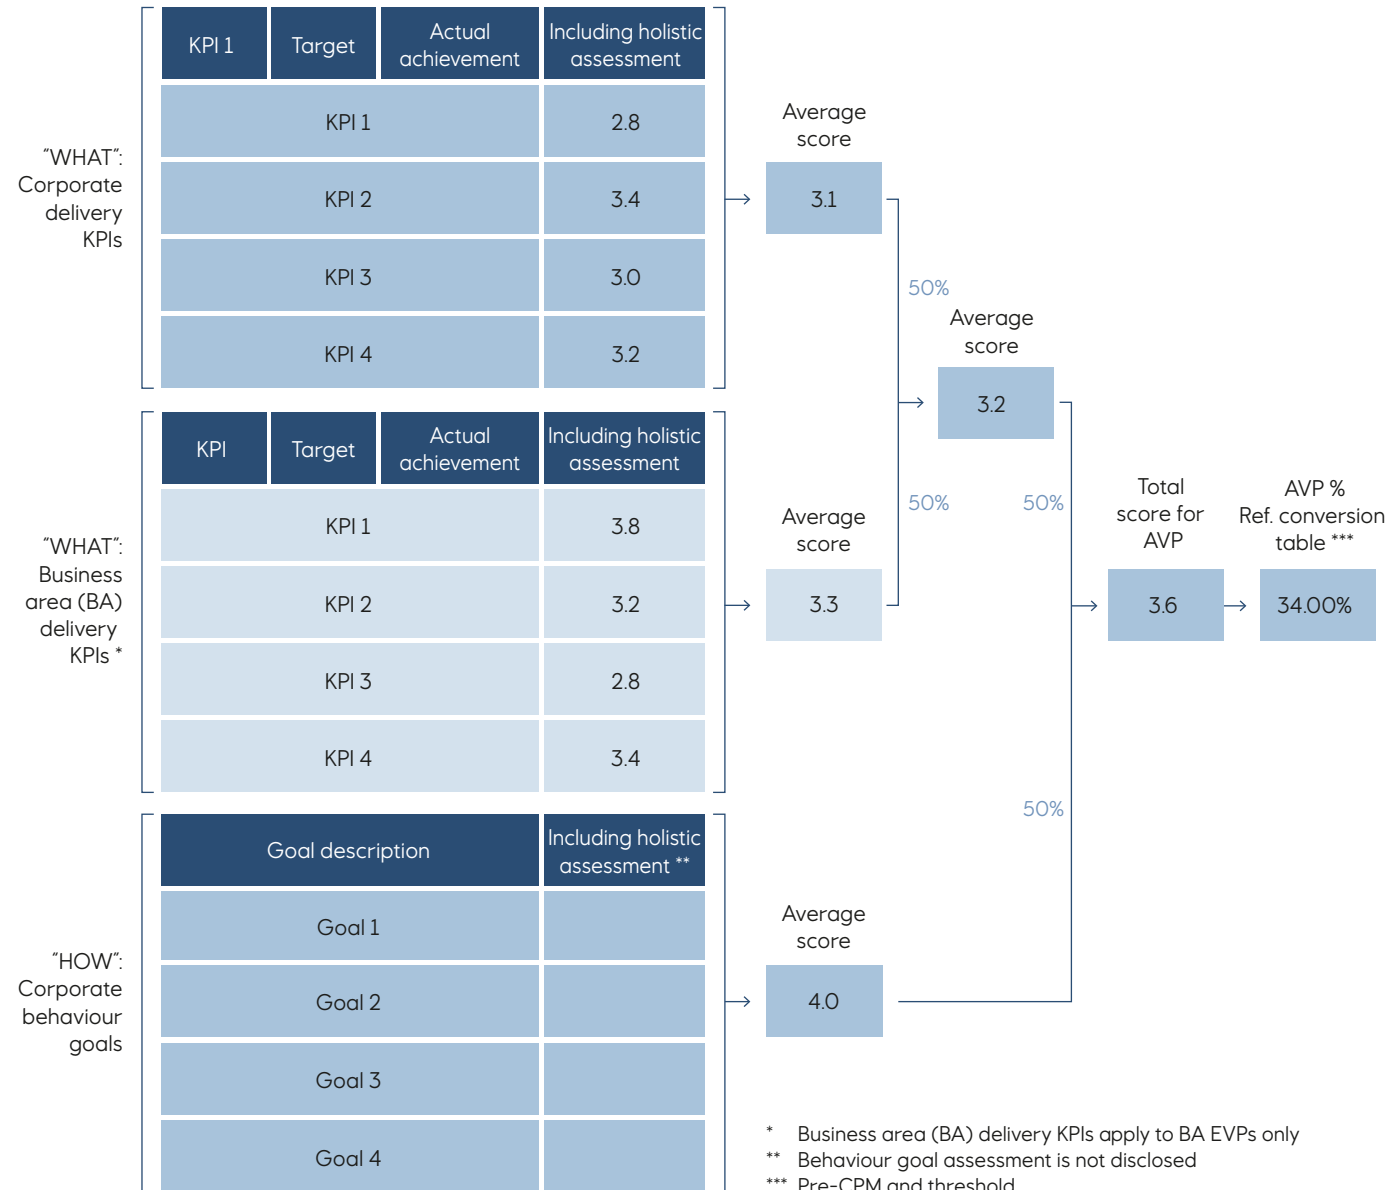 "WHAT":
Corporate
delivery
KPIs
KPI 1
Target
Actual
achievement
Including holistic
assessment
KPI 1
2.8
KPI 2
3.4
KPI 3
3.0
KPI 4
3.2
Average
score
3.1
50%
"WHAT":
Business
area (BA)
delivery
KPIs *
KPI
Target
Actual
achievement
Including holistic
assessment
KPI 1
3.8
KPI 2
3.2
KPI 3
2.8
KPI 4
3.4
Average
score
3.3
50%
Average
score
3.2
50%
"HOW":
Corporate
behaviour
goals
Goal description
Including holistic
assessment **
Goal 1
Goal 2
Goal 3
Goal 4
Average
score
4.0
50%
Total
score for
AVP
3.6
AVP %
Ref. conversion
table ***
34.00%
* Business area (BA) delivery KPIs apply to BA EVPs only
** Behaviour goal assessment is not disclosed
*** Pre-CPM and threshold